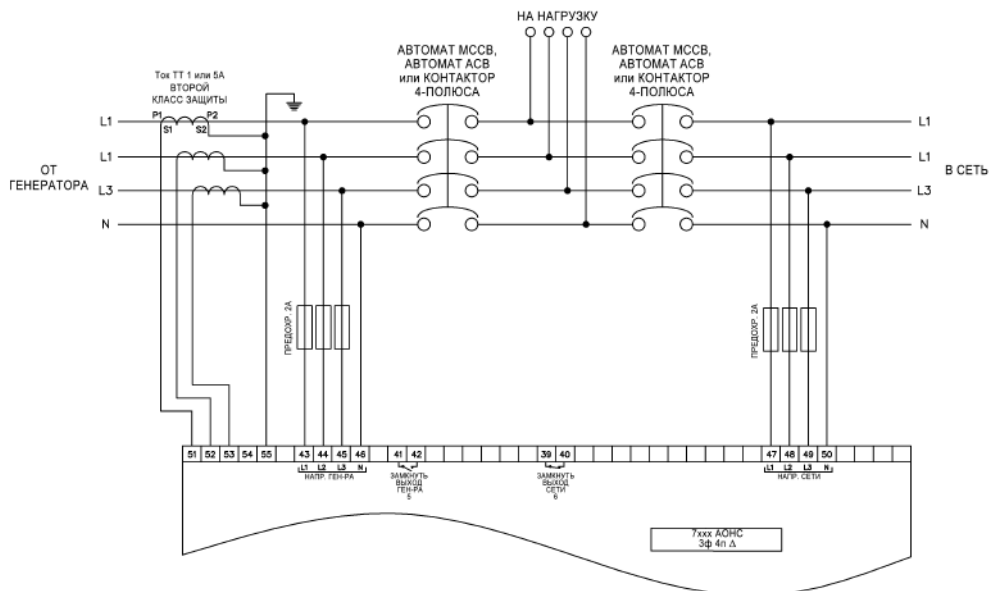 НА НАГРУЗКУ
АВТОМАТ MCCB,
АВТОМАТ ACB
или КОНТАКТОР
4-ПОЛЮСА
АВТОМАТ MCCB,
АВТОМАТ ACB
или КОНТАКТОР
4-ПОЛЮСА
Ток ТТ 1 или 5А
ВТОРОЙ
КЛАСС ЗАЩИТЫ
P1 P2
S1 S2
L1 L1
L1 L1
L3 L3
N N
ОТ
ГЕНЕРАТОРА
В СЕТЬ
ПРЕДОХР. 2А
ПРЕДОХР. 2А
51 52 53 54 55 43 44 45 46 41 42 39 40 47 48 49 50
L1 L2 L3 N
НАПР. ГЕН-РА
ЗАМКНУТЬ
ВЫХОД
ГЕН-РА
5
ЗАМКНУТЬ
ВЫХОД
СЕТИ
6
L1 L2 L3 N
НАПР. СЕТИ
7xxx АОНС
3ф 4п Δ